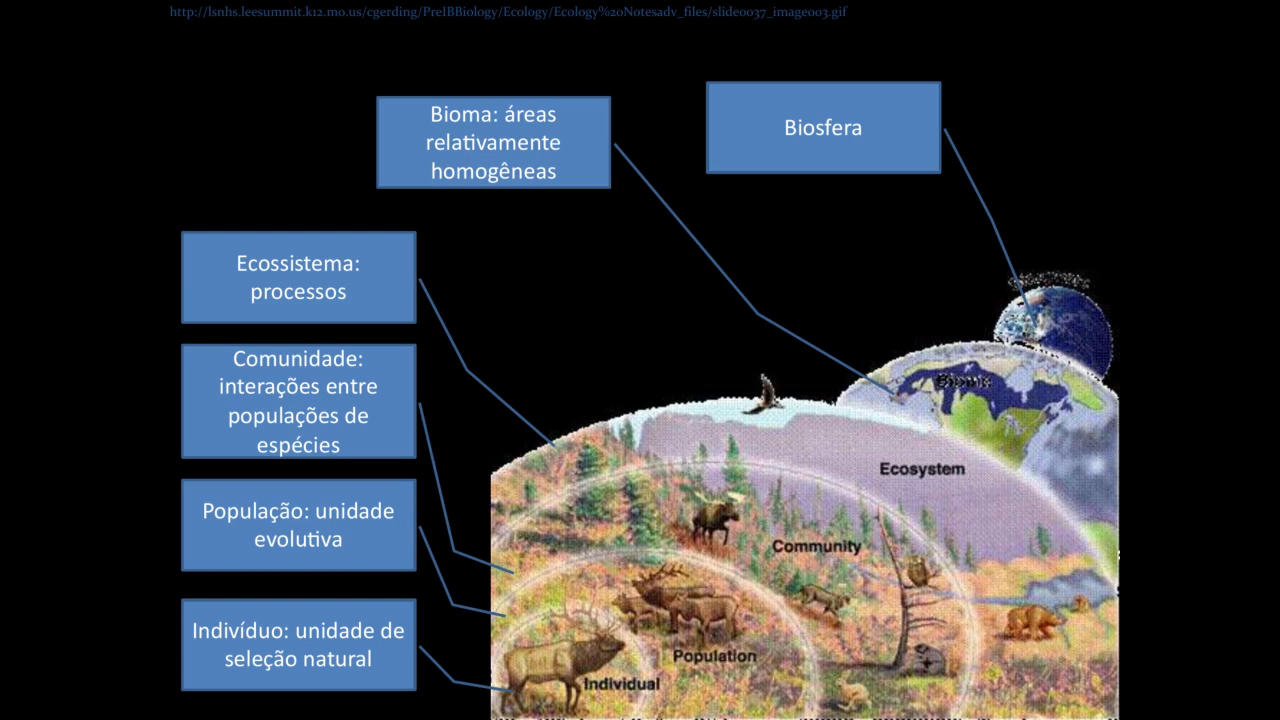 http://lsnhs.leesummit.k12.mo.us/cgerding/PreIBBiology/Ecology/Ecology%20Notesadv_files/slide0037_image003.gif
Bioma: áreas
relativamente
homogêneas
Biosfera
Ecossistema:
processos
Comunidade:
interações entre
populações de
espécies
População: unidade
evolutiva
Indivíduo: unidade de
seleção natural
Biome
Ecosystem
Community
Population
Individual